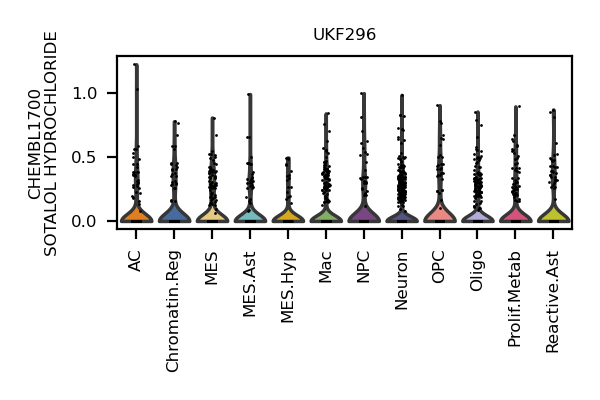 UKF296
CHEMBL1700
SOTALOL HYDROCHLORIDE
1.0
0.5
0.0
AC
Chromatin.Reg
MES
MES.Ast
MES.Hyp
Mac
NPC
Neuron
OPC
Oligo
Prolif.Metab
Reactive.Ast